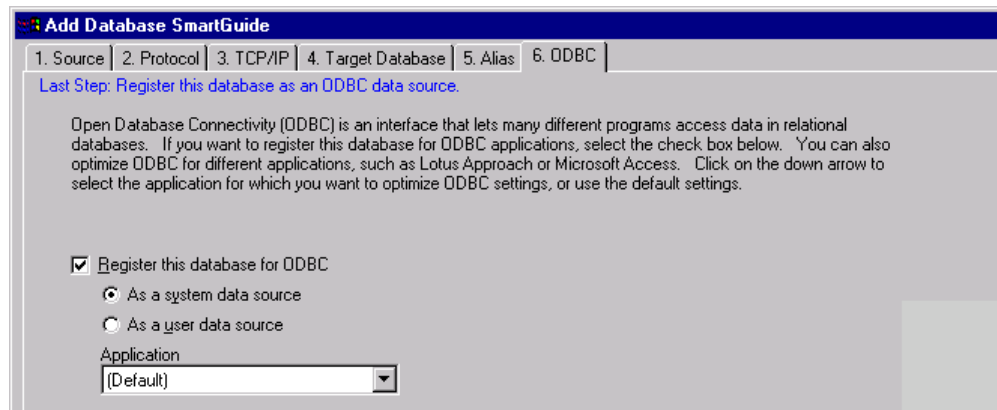 Add Database SmartGuide
1. Source 2. Protocol 3. TCP/IP 4. Target Database 5. Alias 6. ODBC
Last Step: Register this database as an ODBC data source.
Open Database Connectivity (ODBC) is an interface that lets many different programs access data in relational
databases. If you want to register this database for ODBC applications, select the check box below. You can also
optimize ODBC for different applications, such as Lotus Approach or Microsoft Access. Click on the down arrow to
select the application for which you want to optimize ODBC settings, or use the default settings.
Register this database for ODBC
As a system data source
As a user data source
Application
(Default)